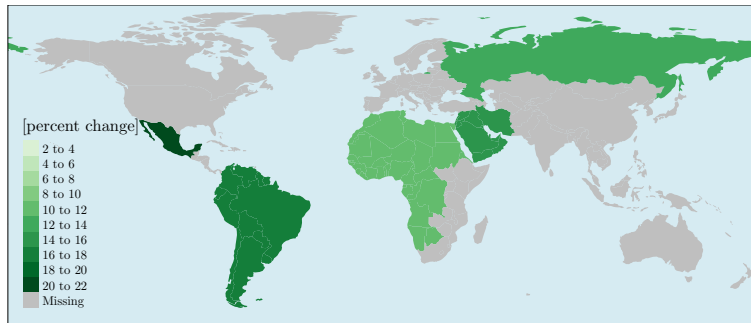 [percent change]
2 to 4
4 to 6
6 to 8
8 to 10
10 to 12
12 to 14
14 to 16
16 to 18
18 to 20
20 to 22
Missing